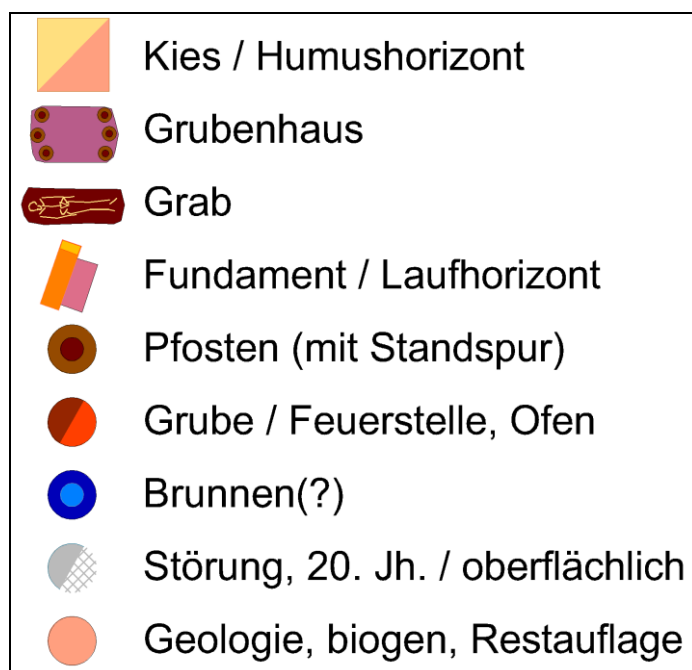 Kies / Humushorizont
Grubenhaus
Grab
Fundament / Laufhorizont
Pfosten (mit Standspur)
Grube / Feuerstelle, Ofen
Brunnen(?)
Störung, 20. Jh. / oberflächlich
Geologie, biogen, Restauflage